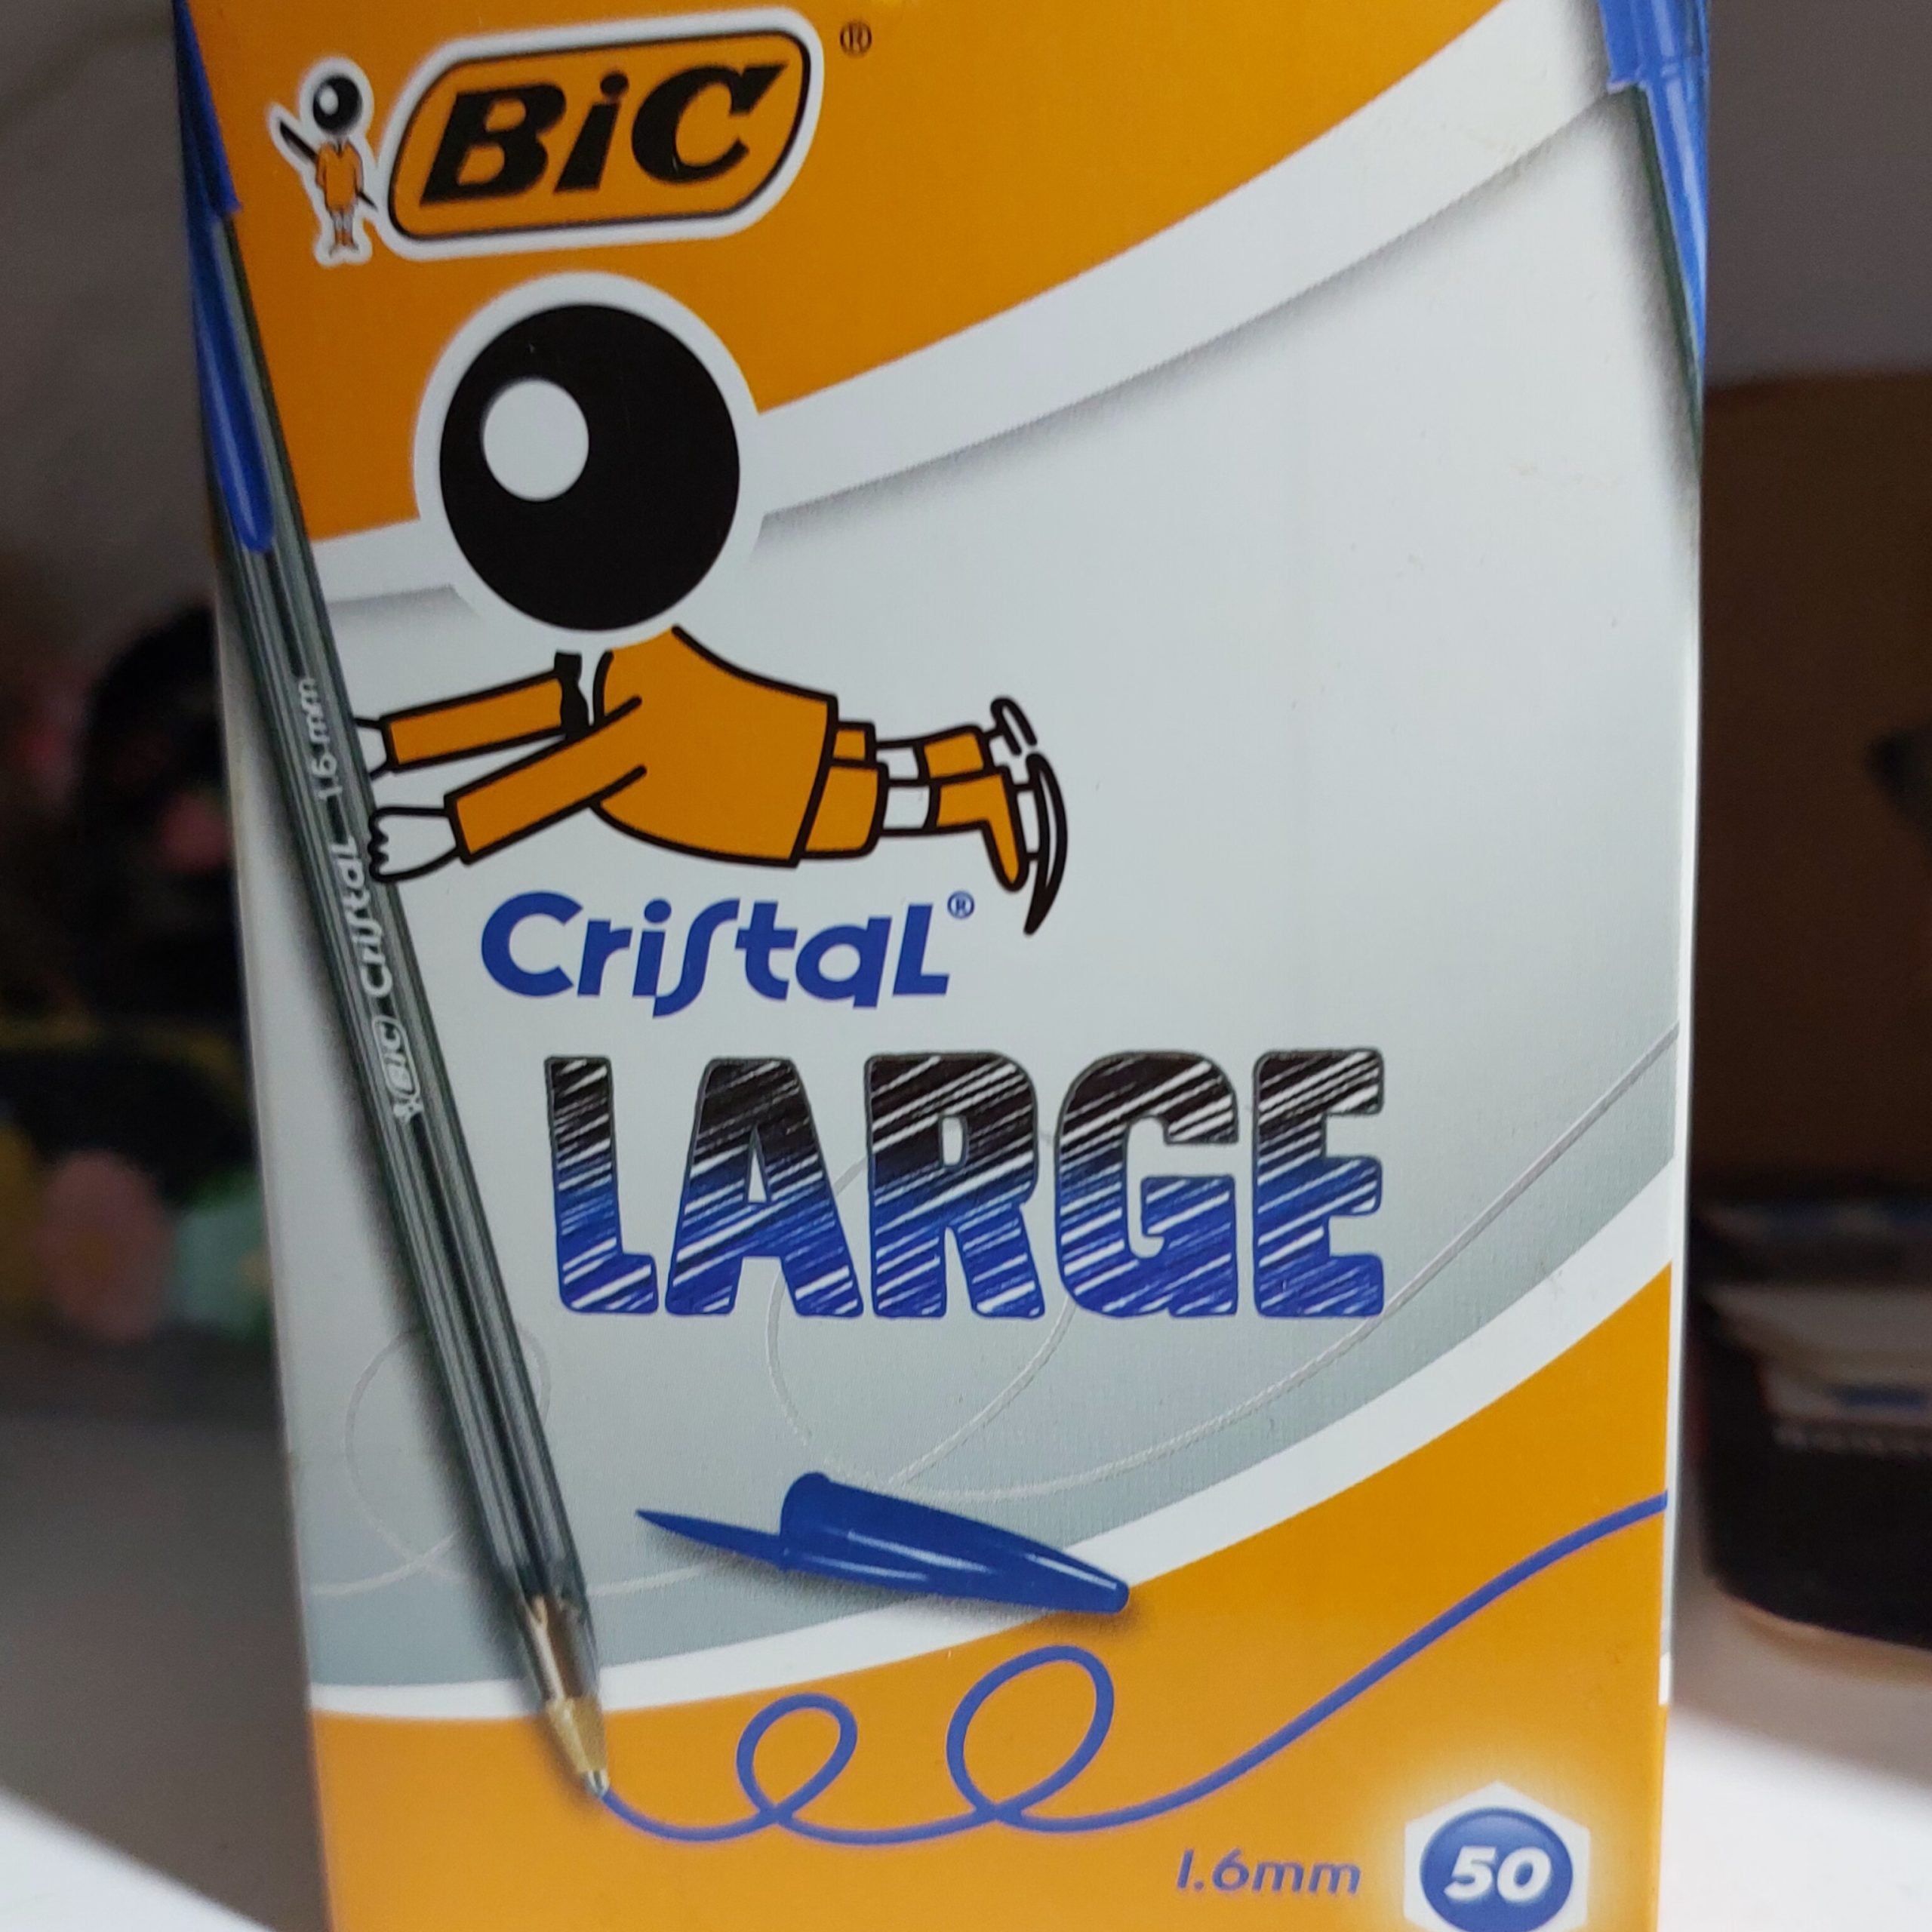 BiC ®
Cristal®
LARGE
BIC Cristal 1.6 mm
1.6mm
50